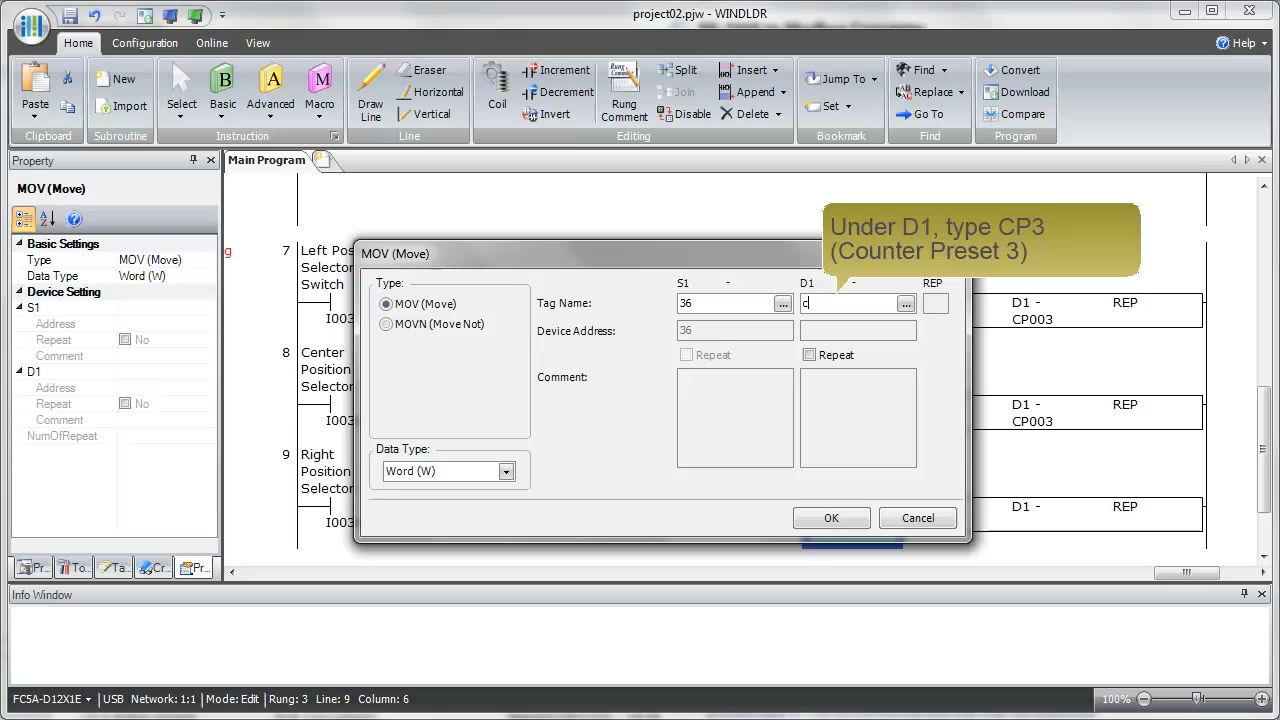 project02.pjw - WINDLDR
Home Configuration Online View Help
Paste
Clipboard
New
Import
Subroutine
Select Basic Advanced Macro
B A M
Instruction
Draw Line
Eraser
Horizontal
Vertical
Line
Coil
Increment
Decrement
Invert
Rung Comment
Split
Join
Disable
Insert
Append
Delete
Editing
Jump To
Set
Bookmark
Find
Replace
Go To
Find
Convert
Download
Compare
Program
Property
MOV (Move)
Basic Settings
Type MOV (Move)
Data Type Word (W)
Device Setting
S1
Address
Repeat No
Comment
D1
Address
Repeat No
Comment
NumOfRepeat
Pr... To... Ta... Cr... Pr...
Main Program
g
7 Left Po
Selector
Switch
I003
8 Center
Position
Selector
I003
9 Right
Position
Selector
I003
D1 - REP
CP003
D1 - REP
CP003
D1 - REP
MOV (Move)
Under D1, type CP3
(Counter Preset 3)
Type:
MOV (Move)
MOVN (Move Not)
Data Type:
Word (W)
S1 - D1 - REP
Tag Name: 36 c
Device Address: 36
Repeat Repeat
Comment:
OK Cancel
Info Window
FC5A-D12X1E USB Network: 1:1 Mode: Edit Rung: 3 Line: 9 Column: 6 100%